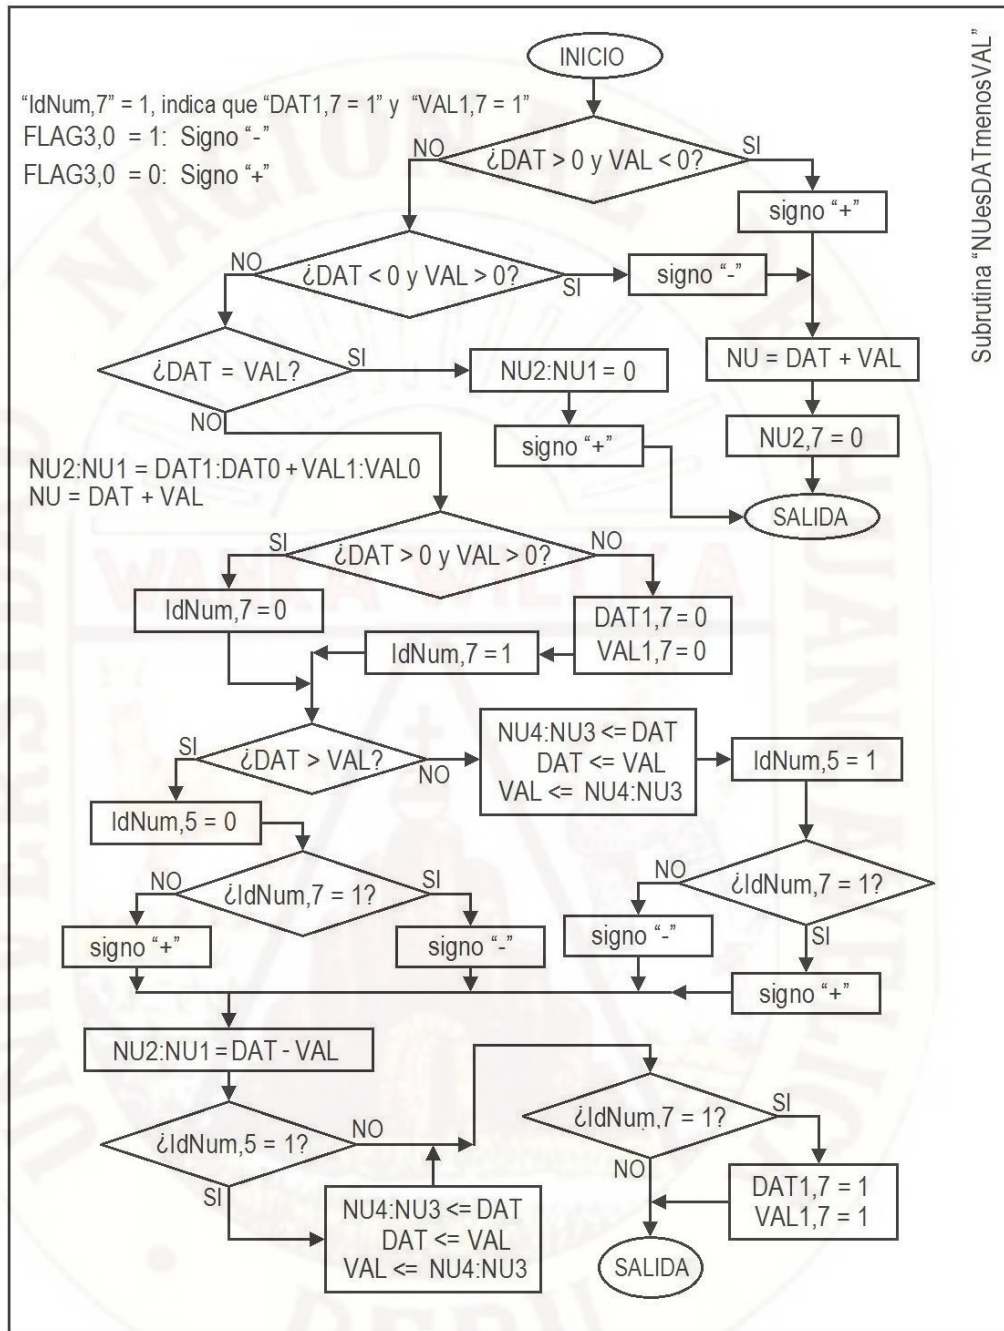 INICIO
"IdNum,7" = 1, indica que "DAT1,7 = 1" y "VAL1,7 = 1"
FLAG3,0 = 1: Signo "-"
FLAG3,0 = 0: Signo "+"
Subrutina "NUesDATmenosVAL"
NO
¿DAT > 0 y VAL < 0?
SI
signo "+"
NO
¿DAT < 0 y VAL > 0?
SI
signo "-"
¿DAT = VAL?
SI
NO
NU2:NU1 = 0
signo "+"
NU = DAT + VAL
NU2,7 = 0
SALIDA
NU2:NU1 = DAT1:DAT0 + VAL1:VAL0
NU = DAT + VAL
SI
¿DAT > 0 y VAL > 0?
NO
IdNum,7 = 0
DAT1,7 = 0
VAL1,7 = 0
IdNum,7 = 1
SI
¿DAT > VAL?
NO
NU4:NU3 <= DAT
DAT <= VAL
VAL <= NU4:NU3
IdNum,5 = 1
IdNum,5 = 0
NO
¿IdNum,7 = 1?
SI
NO
¿IdNum,7 = 1?
SI
signo "+"
signo "-"
signo "-"
signo "+"
NU2:NU1 = DAT - VAL
¿IdNum,5 = 1?
NO
SI
NU4:NU3 <= DAT
DAT <= VAL
VAL <= NU4:NU3
¿IdNum,7 = 1?
SI
NO
DAT1,7 = 1
VAL1,7 = 1
SALIDA
UNIVERSIDAD NACIONAL DE HUANCAVELICA
WANKA WILLKA
PERU